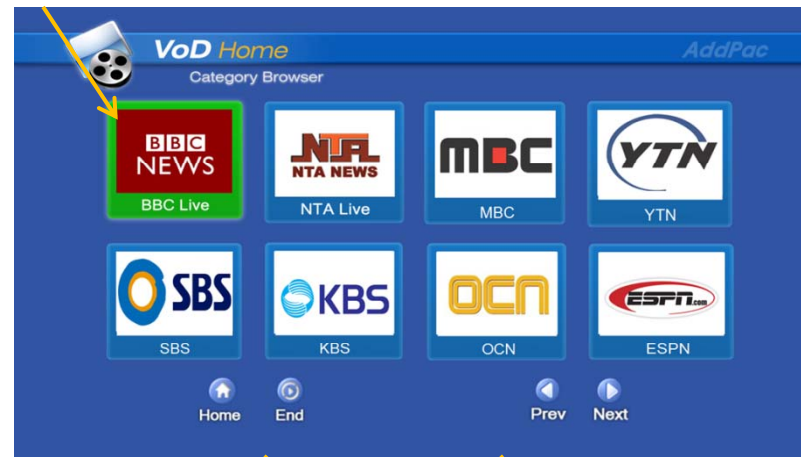 VoD Home
AddPac
Category Browser
BBC
NEWS
BBC Live
NTA
NTA NEWS
NTA Live
MBC
MBC
YTN
YTN
SBS
SBS
KBS
KBS
OCN
OCN
ESPN.com
ESPN
Home
End
Prev
Next